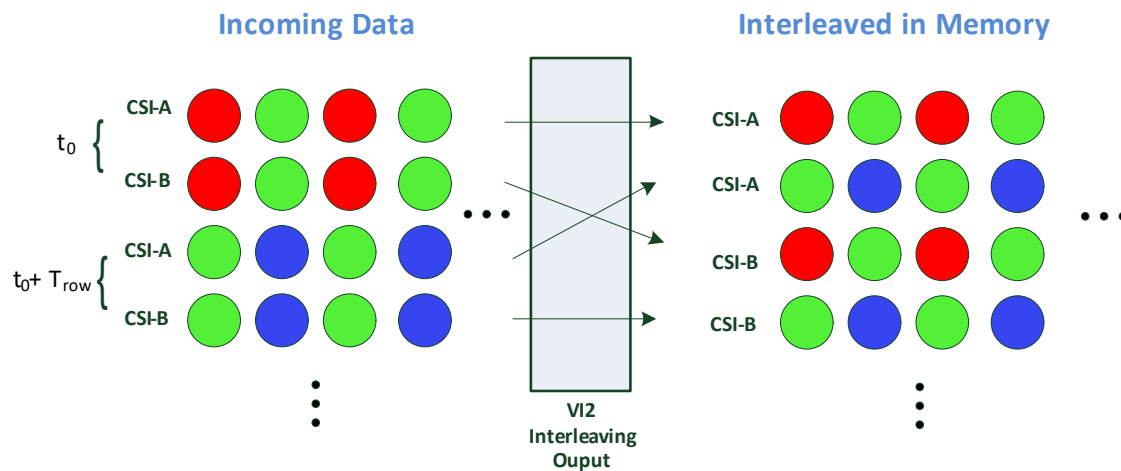 Incoming Data
Interleaved in Memory
CSI-A
t0
CSI-B
CSI-A
t0+ Trow
CSI-B
VI2
Interleaving
Ouput
CSI-A
CSI-A
CSI-B
CSI-B